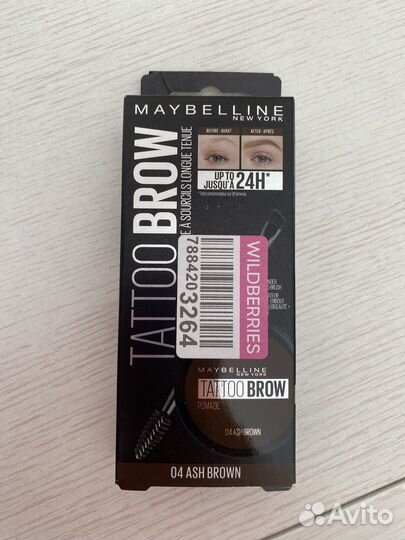 MAYBELLINE
NEW YORK
TATTOO BROW
E À SOURCILS LONGUE TENUE
BEFORE • AVANT
AFTER • APRÈS
UP TO
JUSQU'À 24H*
7884203264
WILDBERRIES
MAYBELLINE
NEW YORK
TATTOO BROW
POMADE
04 ASH BROWN
04 ASH BROWN
Avito